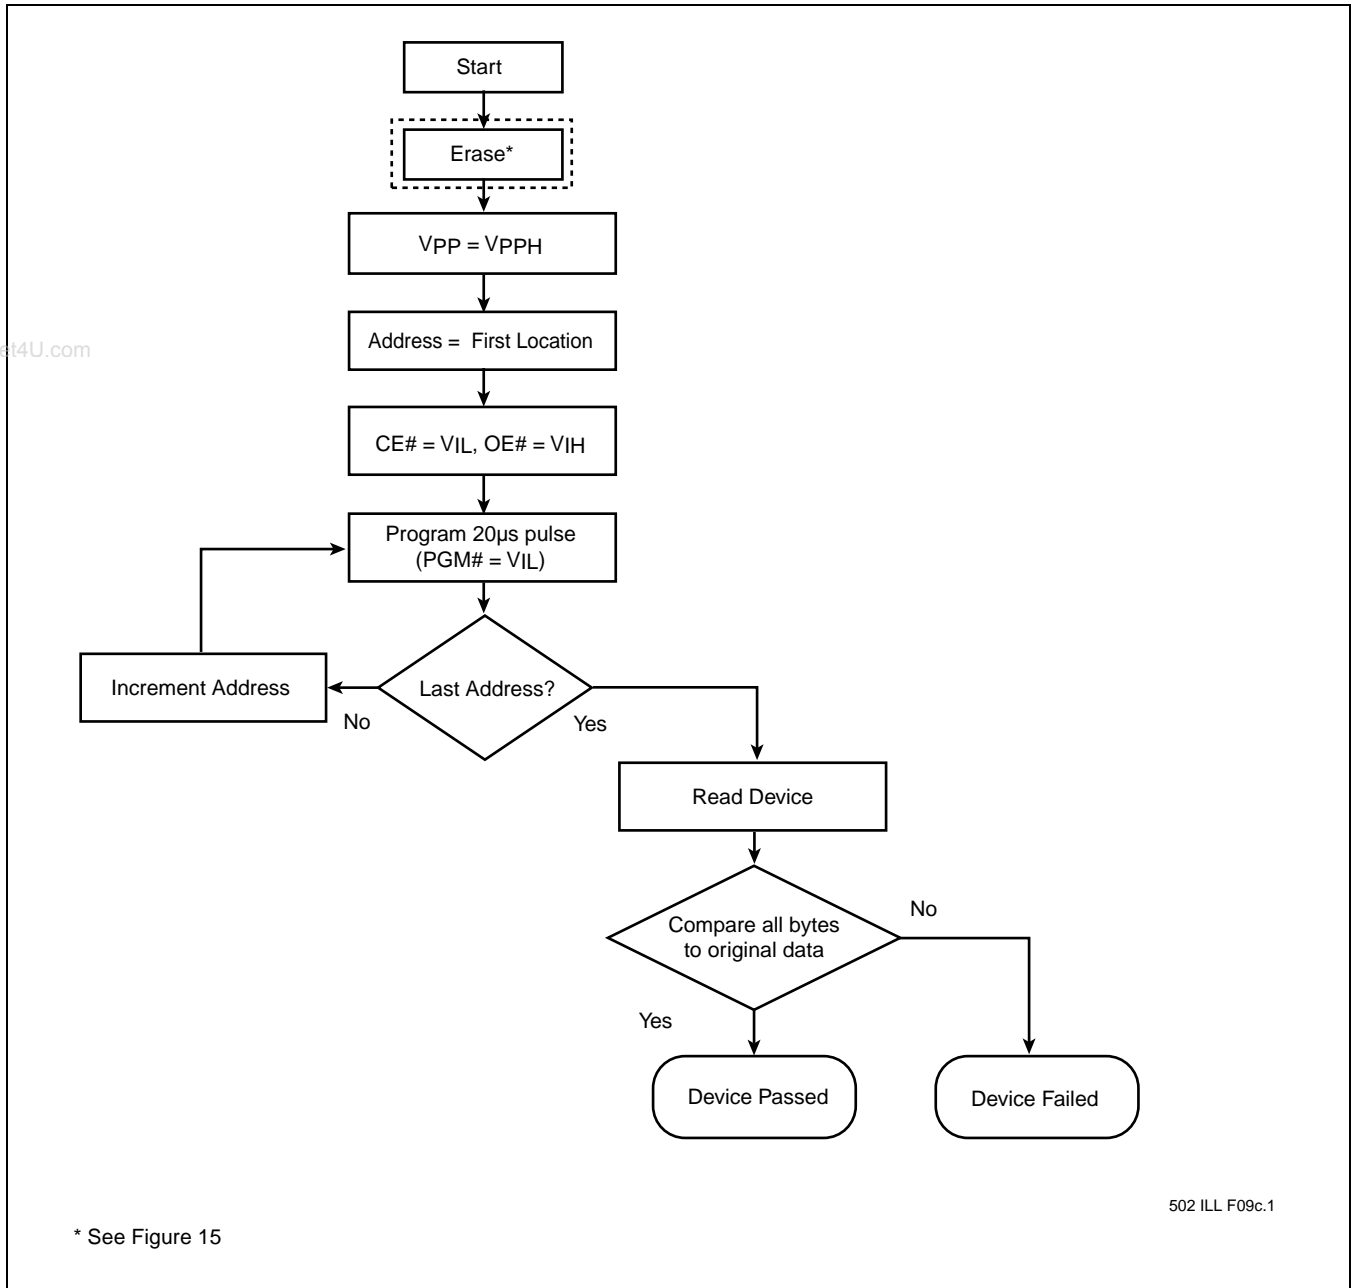 Start
Erase*
VPP = VPPH
et4U.com
Address = First Location
CE# = VIL, OE# = VIH
Program 20µs pulse
(PGM# = VIL)
Increment Address
Last Address?
No
Yes
Read Device
Compare all bytes
to original data
No
Yes
Device Passed
Device Failed
502 ILL F09c.1
* See Figure 15